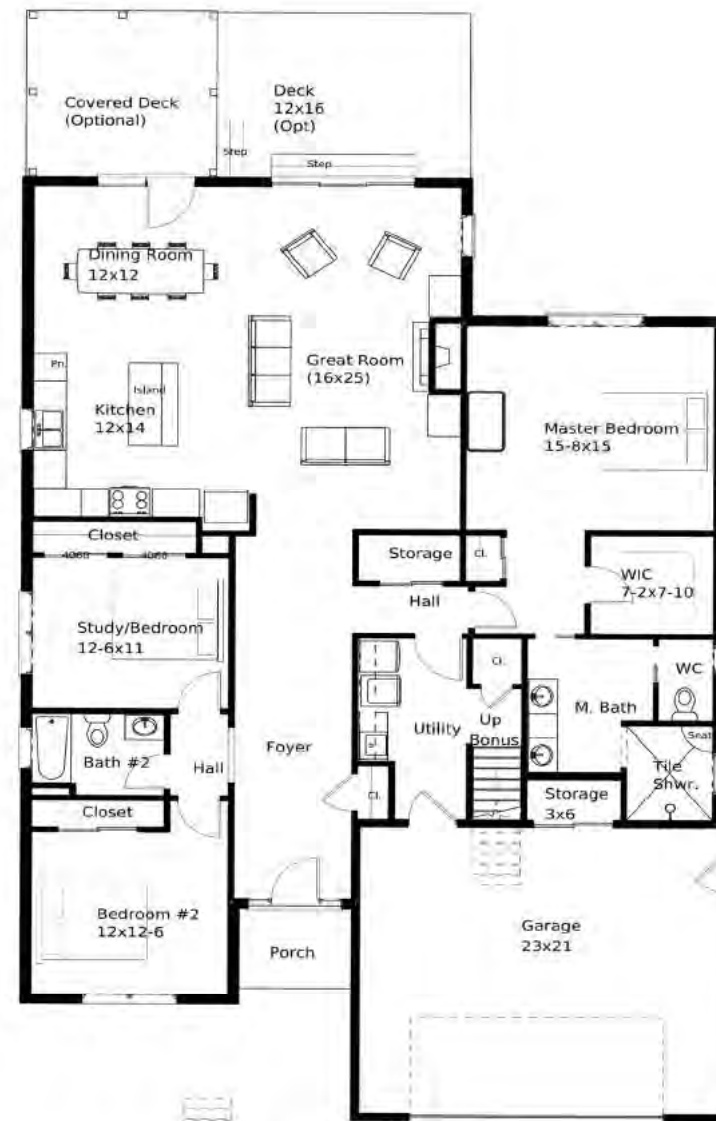 Covered Deck
(Optional)
Deck
12x16
(Opt)
Step
Step
Dining Room
12x12
Great Room
(16x25)
Pn.
Island
Kitchen
12x14
Master Bedroom
15-8x15
Closet
4068
4068
Storage
Cl.
WIC
7-2x7-10
Hall
Study/Bedroom
12-6x11
Cl.
WC
M. Bath
Utility
Up
Bonus
Foyer
Bath #2
Hall
Seat
Tile
Shwr.
Cl.
Storage
3x6
Closet
Bedroom #2
12x12-6
Garage
23x21
Porch